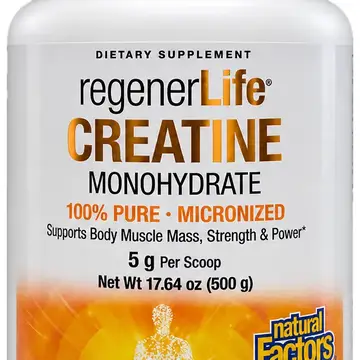 DIETARY SUPPLEMENT
regenerLife®
CREATINE
MONOHYDRATE
100% PURE • MICRONIZED
Supports Body Muscle Mass, Strength & Power*
5 g Per Scoop
Net Wt 17.64 oz (500 g)
natural
Factors